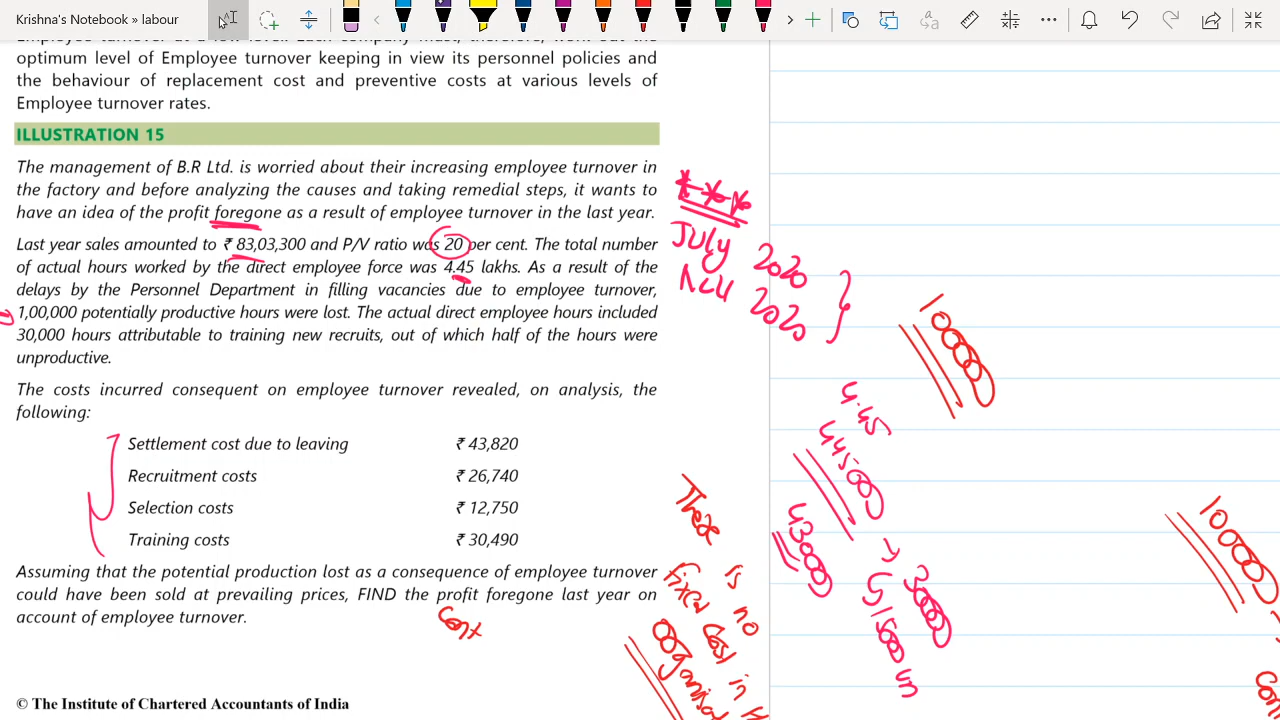 Krishna's Notebook » labour
optimum level of Employee turnover keeping in view its personnel policies and
the behaviour of replacement cost and preventive costs at various levels of
Employee turnover rates.
ILLUSTRATION 15
The management of B.R Ltd. is worried about their increasing employee turnover in
the factory and before analyzing the causes and taking remedial steps, it wants to
have an idea of the profit foregone as a result of employee turnover in the last year.
Last year sales amounted to ₹ 83,03,300 and P/V ratio was 20 per cent. The total number
of actual hours worked by the direct employee force was 4.45 lakhs. As a result of the
delays by the Personnel Department in filling vacancies due to employee turnover,
1,00,000 potentially productive hours were lost. The actual direct employee hours included
30,000 hours attributable to training new recruits, out of which half of the hours were
unproductive.
The costs incurred consequent on employee turnover revealed, on analysis, the
following:
Settlement cost due to leaving ₹ 43,820
Recruitment costs ₹ 26,740
Selection costs ₹ 12,750
Training costs ₹ 30,490
Assuming that the potential production lost as a consequence of employee turnover
could have been sold at prevailing prices, FIND the profit foregone last year on
account of employee turnover.
© The Institute of Chartered Accountants of India
July 2020
2020
100000
4.45
445000
430000
30000
100000
There is no
fixed cost in